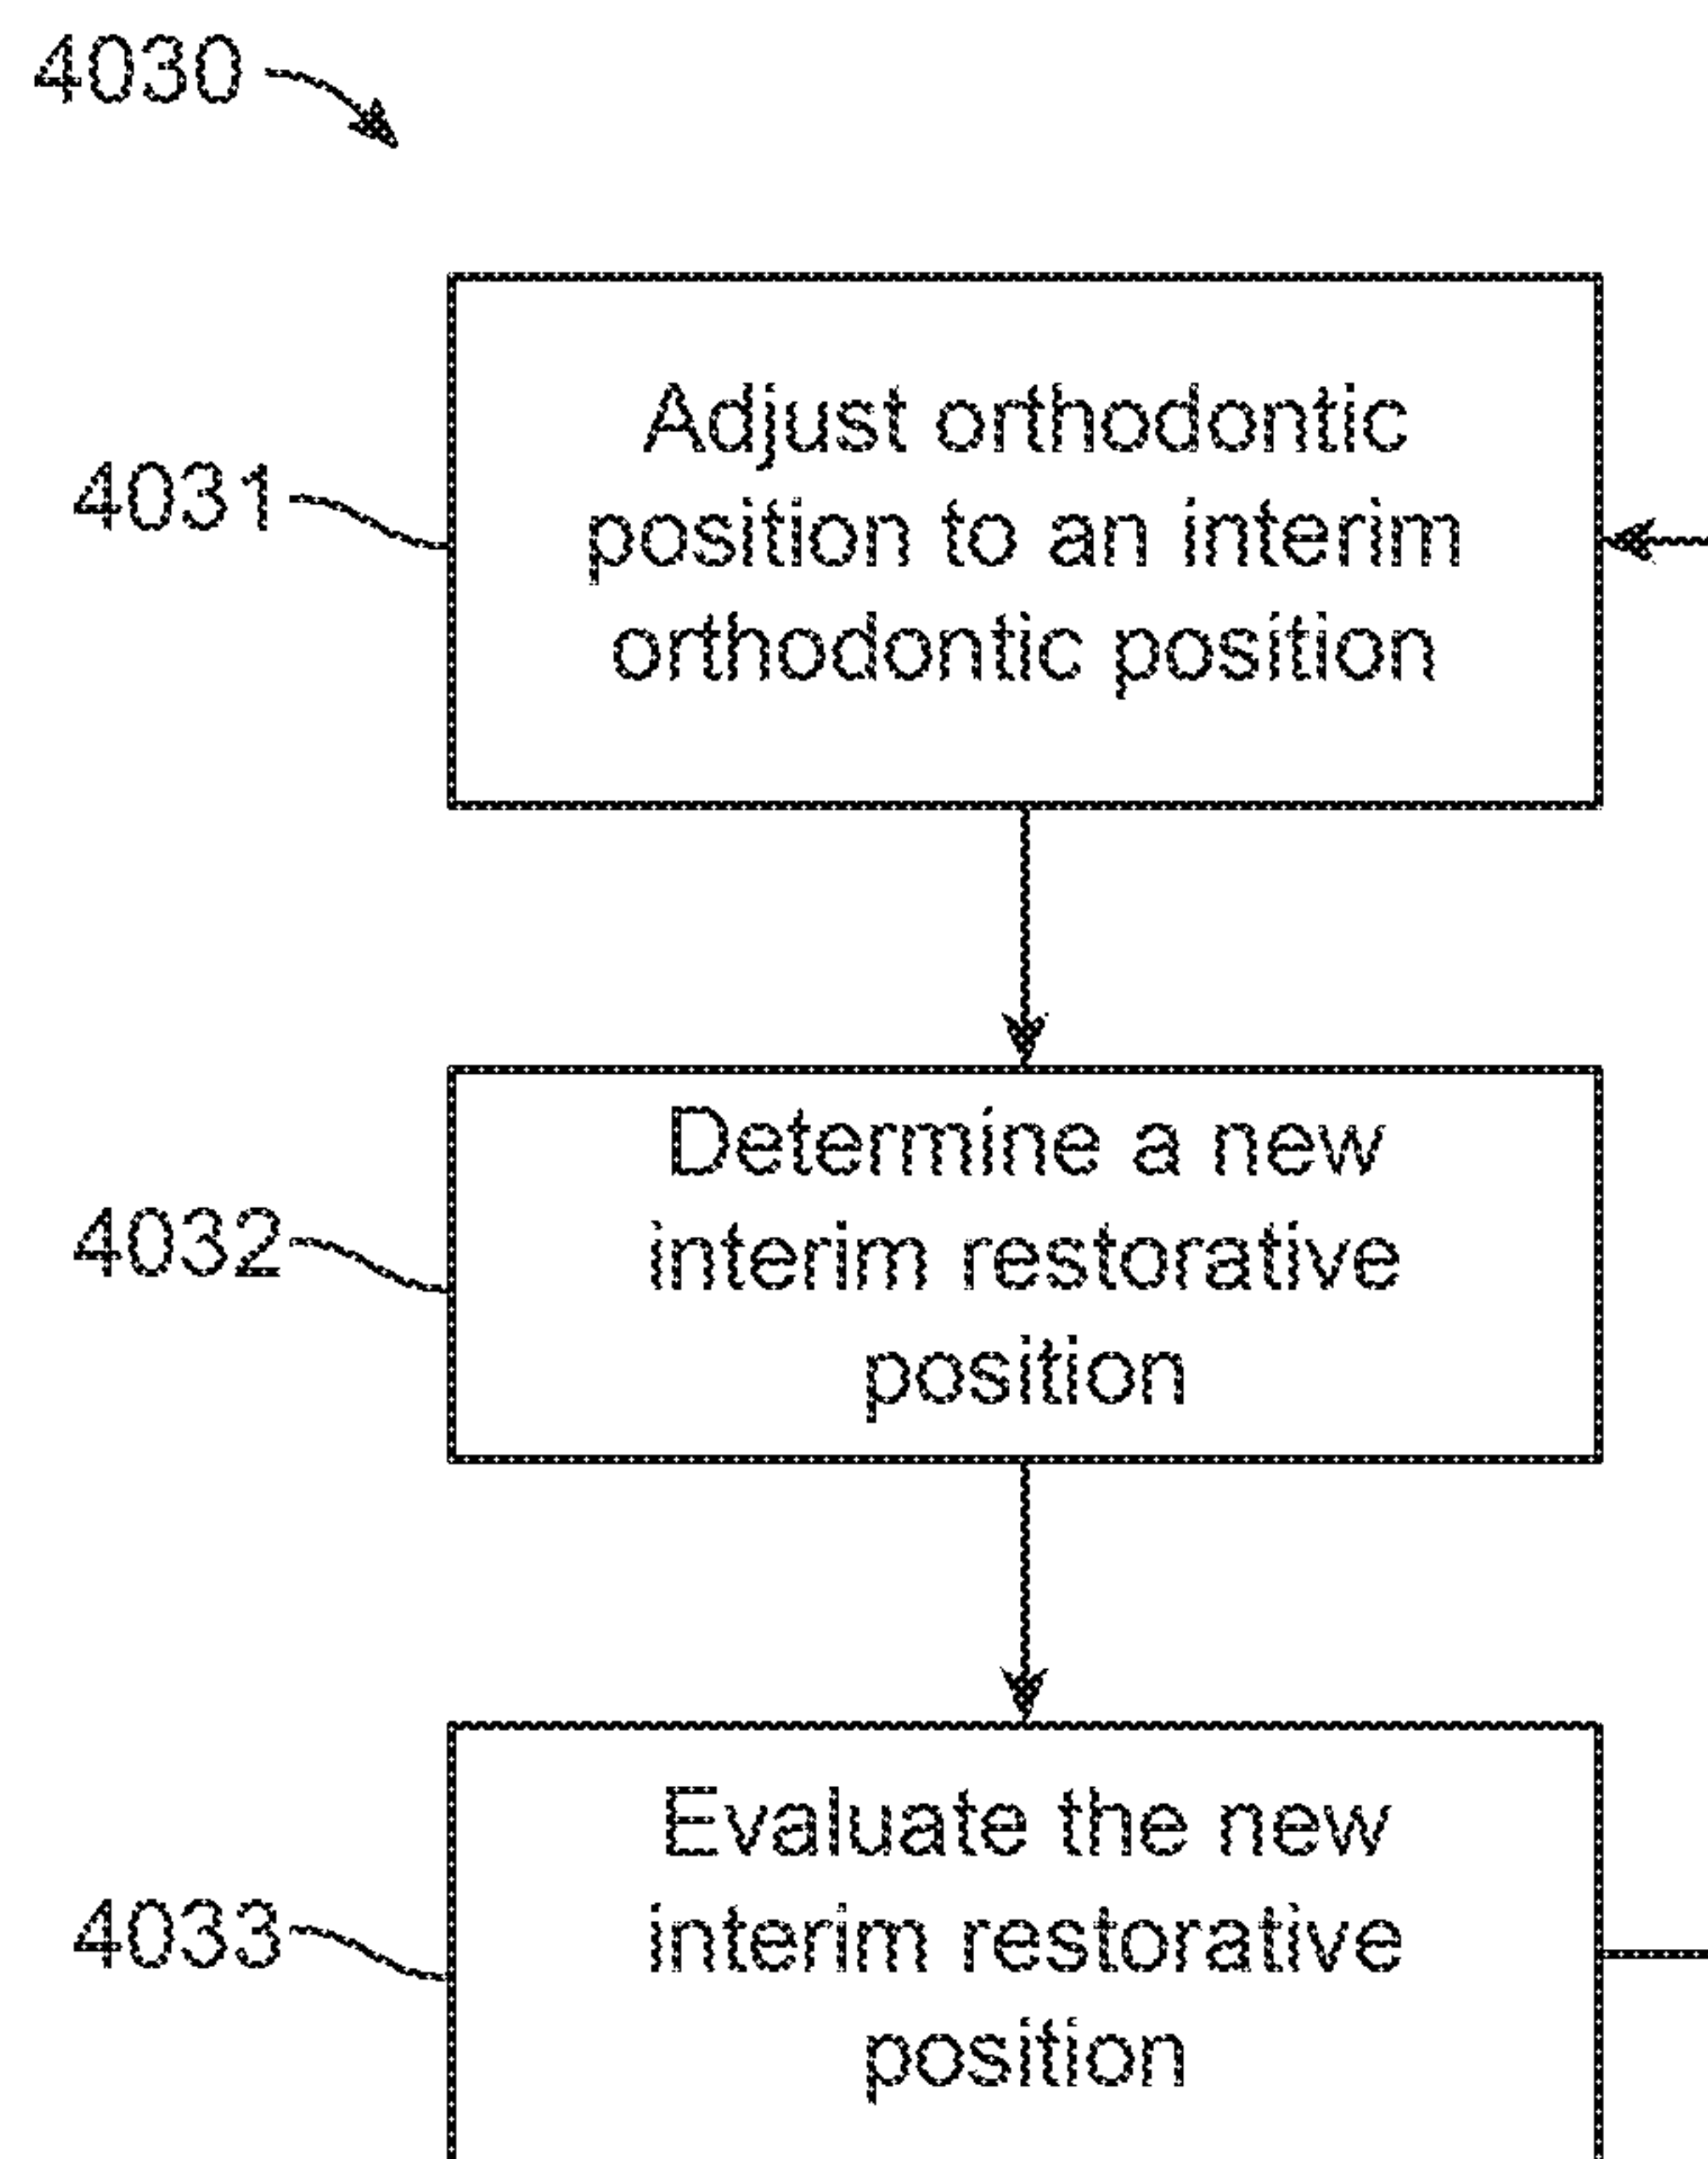 4030
Adjust orthodontic
position to an interim
orthodontic position
4031
Determine a new
interim restorative
position
4032
Evaluate the new
interim restorative
position
4033